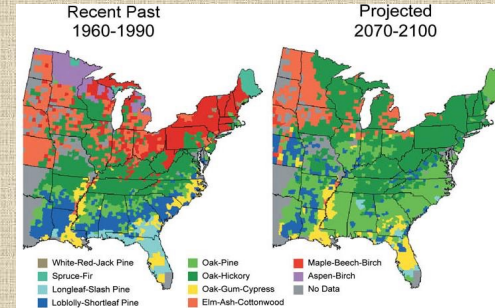 Recent Past
1960-1990
Projected
2070-2100
White-Red-Jack Pine
Spruce-Fir
Longleaf-Slash Pine
Loblolly-Shortleaf Pine
Oak-Pine
Oak-Hickory
Oak-Gum-Cypress
Elm-Ash-Cottonwood
Maple-Beech-Birch
Aspen-Birch
No Data